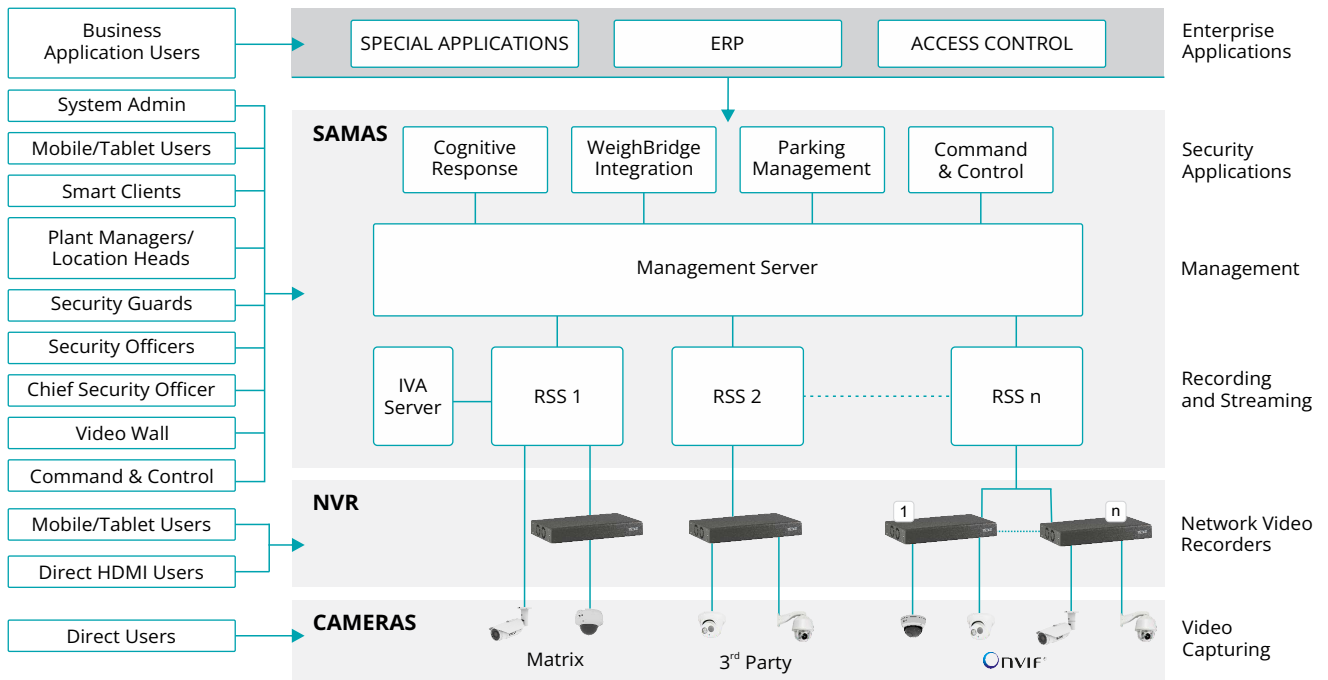 Business
Application Users
SPECIAL APPLICATIONS
ERP
ACCESS CONTROL
Enterprise
Applications
System Admin
Mobile/Tablet Users
Smart Clients
Plant Managers/
Location Heads
Security Guards
Security Officers
Chief Security Officer
Video Wall
Command & Control
SAMAS
Cognitive
Response
WeighBridge
Integration
Parking
Management
Command
& Control
Security
Applications
Management Server
Management
IVA
Server
RSS 1
RSS 2
RSS n
Recording
and Streaming
Mobile/Tablet Users
Direct HDMI Users
NVR
1
n
Network Video
Recorders
Direct Users
CAMERAS
Matrix
3rd Party
Onvif
Video
Capturing